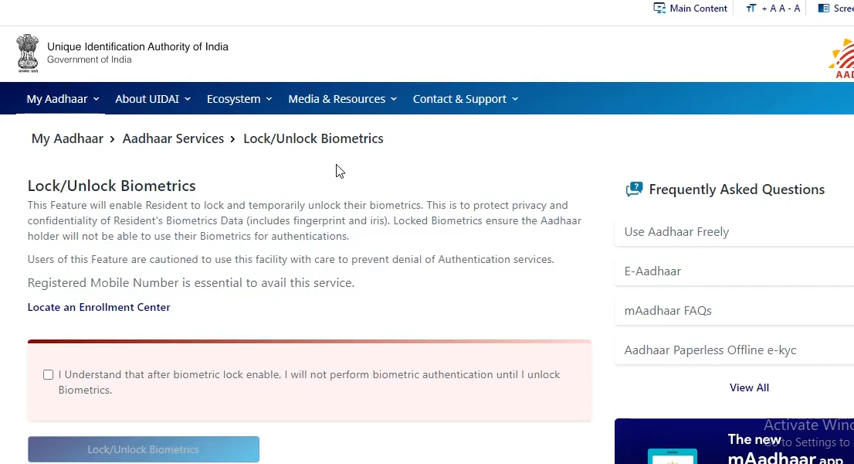 Main Content
+ A A - A
Unique Identification Authority of India
Government of India
My Aadhaar
About UIDAI
Ecosystem
Media & Resources
Contact & Support
My Aadhaar > Aadhaar Services > Lock/Unlock Biometrics
Lock/Unlock Biometrics
This Feature will enable Resident to lock and temporarily unlock their biometrics. This is to protect privacy and
confidentiality of Resident's Biometrics Data (includes fingerprint and iris). Locked Biometrics ensure the Aadhaar
holder will not be able to use their Biometrics for authentications.
Users of this Feature are cautioned to use this facility with care to prevent denial of Authentication services.
Registered Mobile Number is essential to avail this service.
Locate an Enrollment Center
I Understand that after biometric lock enable, I will not perform biometric authentication until I unlock
Biometrics.
Lock/Unlock Biometrics
Frequently Asked Questions
Use Aadhaar Freely
E-Aadhaar
mAadhaar FAQs
Aadhaar Paperless Offline e-kyc
View All
The new
mAadhaar app
Activate
to Settings to